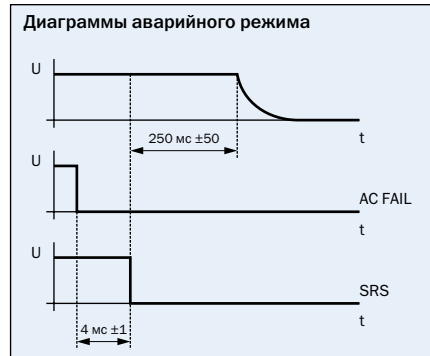 Диаграммы аварийного режима
U
250 мс ±50
t
U
AC FAIL
t
U
SRS
4 мс ±1
t